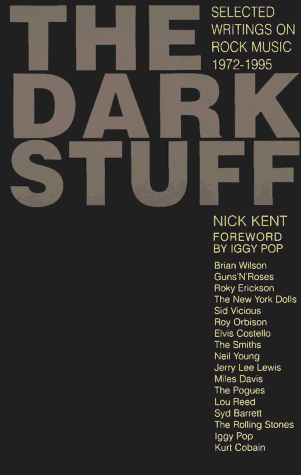 THE
DARK
STUFF
SELECTED
WRITINGS ON
ROCK MUSIC
1972-1995
NICK KENT
FOREWORD
BY IGGY POP
Brian Wilson
Guns'N'Roses
Roky Erickson
The New York Dolls
Sid Vicious
Roy Orbison
Elvis Costello
The Smiths
Neil Young
Jerry Lee Lewis
Miles Davis
The Pogues
Lou Reed
Syd Barrett
The Rolling Stones
Iggy Pop
Kurt Cobain